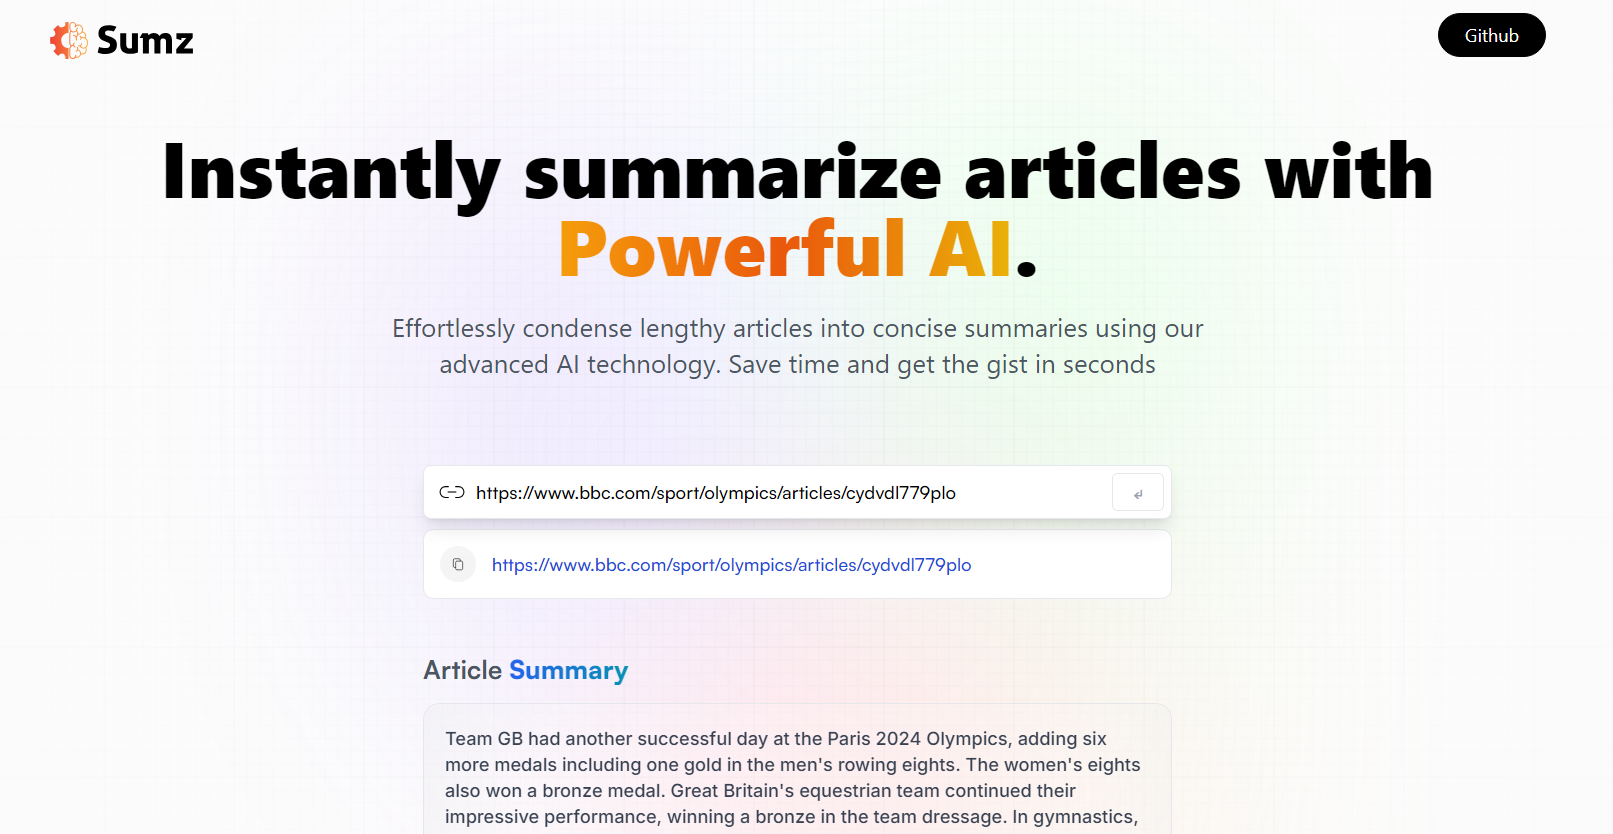 Sumz
Github
Instantly summarize articles with
Powerful AI.
Effortlessly condense lengthy articles into concise summaries using our
advanced AI technology. Save time and get the gist in seconds
https://www.bbc.com/sport/olympics/articles/cydvdl779plo
https://www.bbc.com/sport/olympics/articles/cydvdl779plo
Article Summary
Team GB had another successful day at the Paris 2024 Olympics, adding six
more medals including one gold in the men's rowing eights. The women's eights
also won a bronze medal. Great Britain's equestrian team continued their
impressive performance, winning a bronze in the team dressage. In gymnastics,